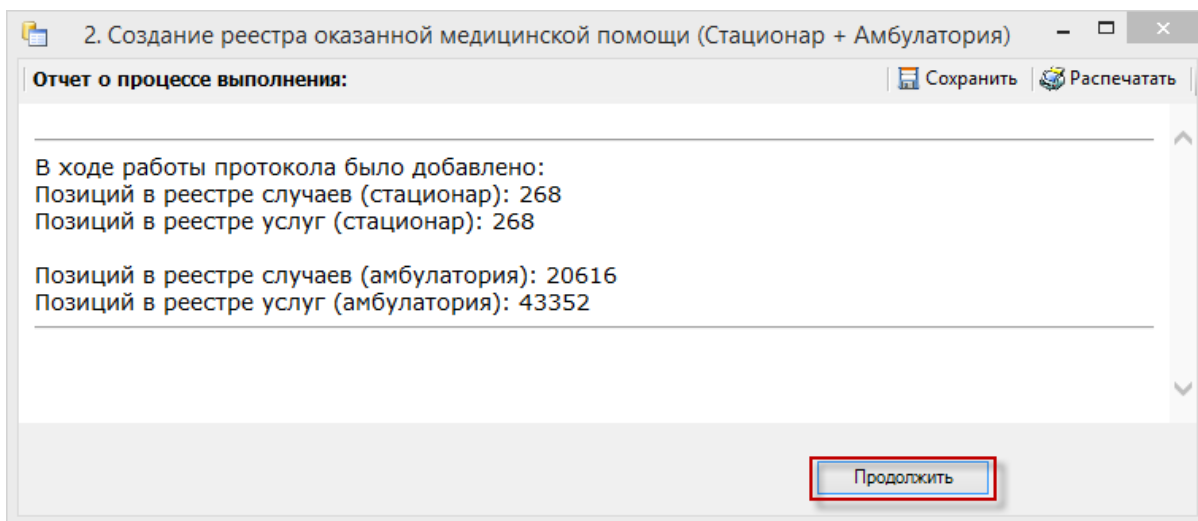 2. Создание реестра оказанной медицинской помощи (Стационар + Амбулатория)
Отчет о процессе выполнения: Сохранить Распечатать
В ходе работы протокола было добавлено:
Позиций в реестре случаев (стационар): 268
Позиций в реестре услуг (стационар): 268
Позиций в реестре случаев (амбулатория): 20616
Позиций в реестре услуг (амбулатория): 43352
Продолжить